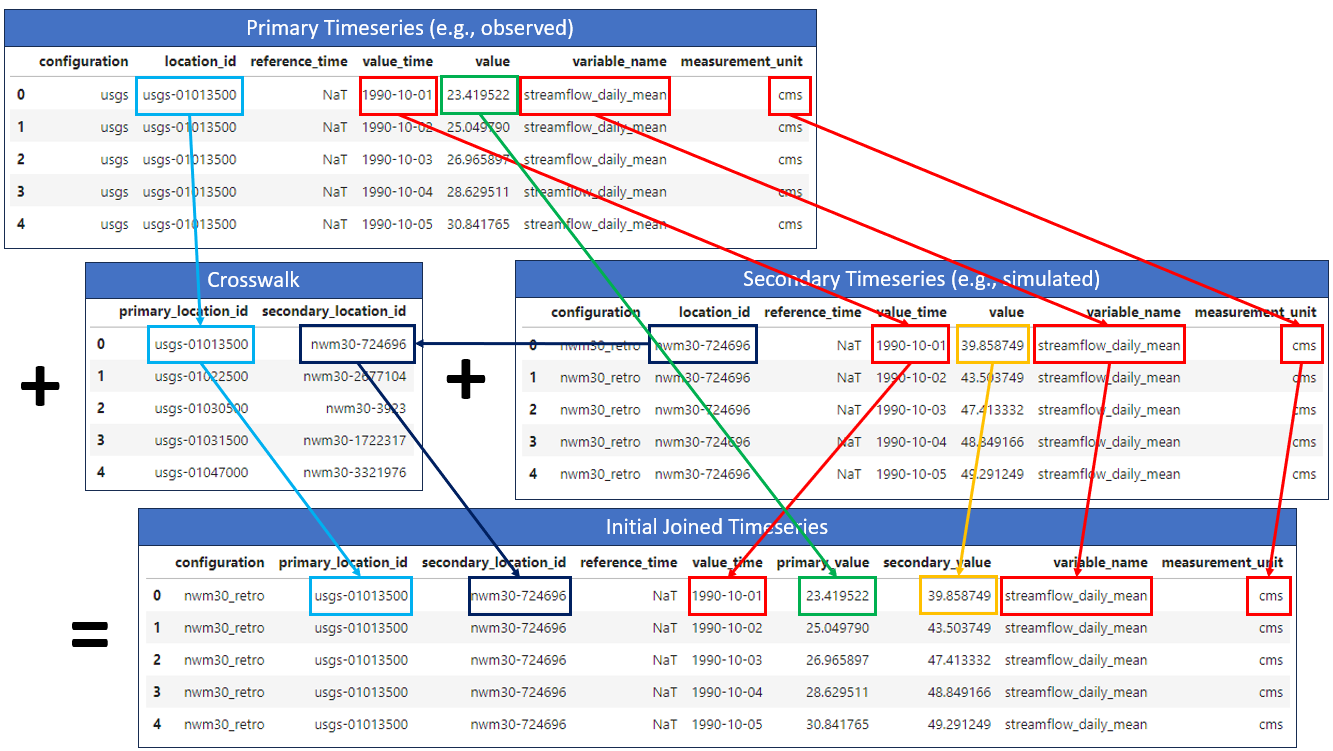 Primary Timeseries (e.g., observed)
configuration location_id reference_time value_time value variable_name measurement_unit
0 usgs usgs-01013500 NaT 1990-10-01 23.419522 streamflow_daily_mean cms
1 usgs usgs-01013500 NaT 1990-10-02 25.049790 streamflow_daily_mean cms
2 usgs usgs-01013500 NaT 1990-10-03 26.965897 streamflow_daily_mean cms
3 usgs usgs-01013500 NaT 1990-10-04 28.629511 streamflow_daily_mean cms
4 usgs usgs-01013500 NaT 1990-10-05 30.841765 streamflow_daily_mean cms
+
Crosswalk
primary_location_id secondary_location_id
0 usgs-01013500 nwm30-724696
1 usgs-01022500 nwm30-2677104
2 usgs-01030500 nwm30-3923
3 usgs-01031500 nwm30-1722317
4 usgs-01047000 nwm30-3321976
+
Secondary Timeseries (e.g., simulated)
configuration location_id reference_time value_time value variable_name measurement_unit
0 nwm30_retro nwm30-724696 NaT 1990-10-01 39.858749 streamflow_daily_mean cms
1 nwm30_retro nwm30-724696 NaT 1990-10-02 43.503749 streamflow_daily_mean cms
2 nwm30_retro nwm30-724696 NaT 1990-10-03 47.413332 streamflow_daily_mean cms
3 nwm30_retro nwm30-724696 NaT 1990-10-04 48.849166 streamflow_daily_mean cms
4 nwm30_retro nwm30-724696 NaT 1990-10-05 49.291249 streamflow_daily_mean cms
=
Initial Joined Timeseries
configuration primary_location_id secondary_location_id reference_time value_time primary_value secondary_value variable_name measurement_unit
0 nwm30_retro usgs-01013500 nwm30-724696 NaT 1990-10-01 23.419522 39.858749 streamflow_daily_mean cms
1 nwm30_retro usgs-01013500 nwm30-724696 NaT 1990-10-02 25.049790 43.503749 streamflow_daily_mean cms
2 nwm30_retro usgs-01013500 nwm30-724696 NaT 1990-10-03 26.965897 47.413332 streamflow_daily_mean cms
3 nwm30_retro usgs-01013500 nwm30-724696 NaT 1990-10-04 28.629511 48.849166 streamflow_daily_mean cms
4 nwm30_retro usgs-01013500 nwm30-724696 NaT 1990-10-05 30.841765 49.291249 streamflow_daily_mean cms